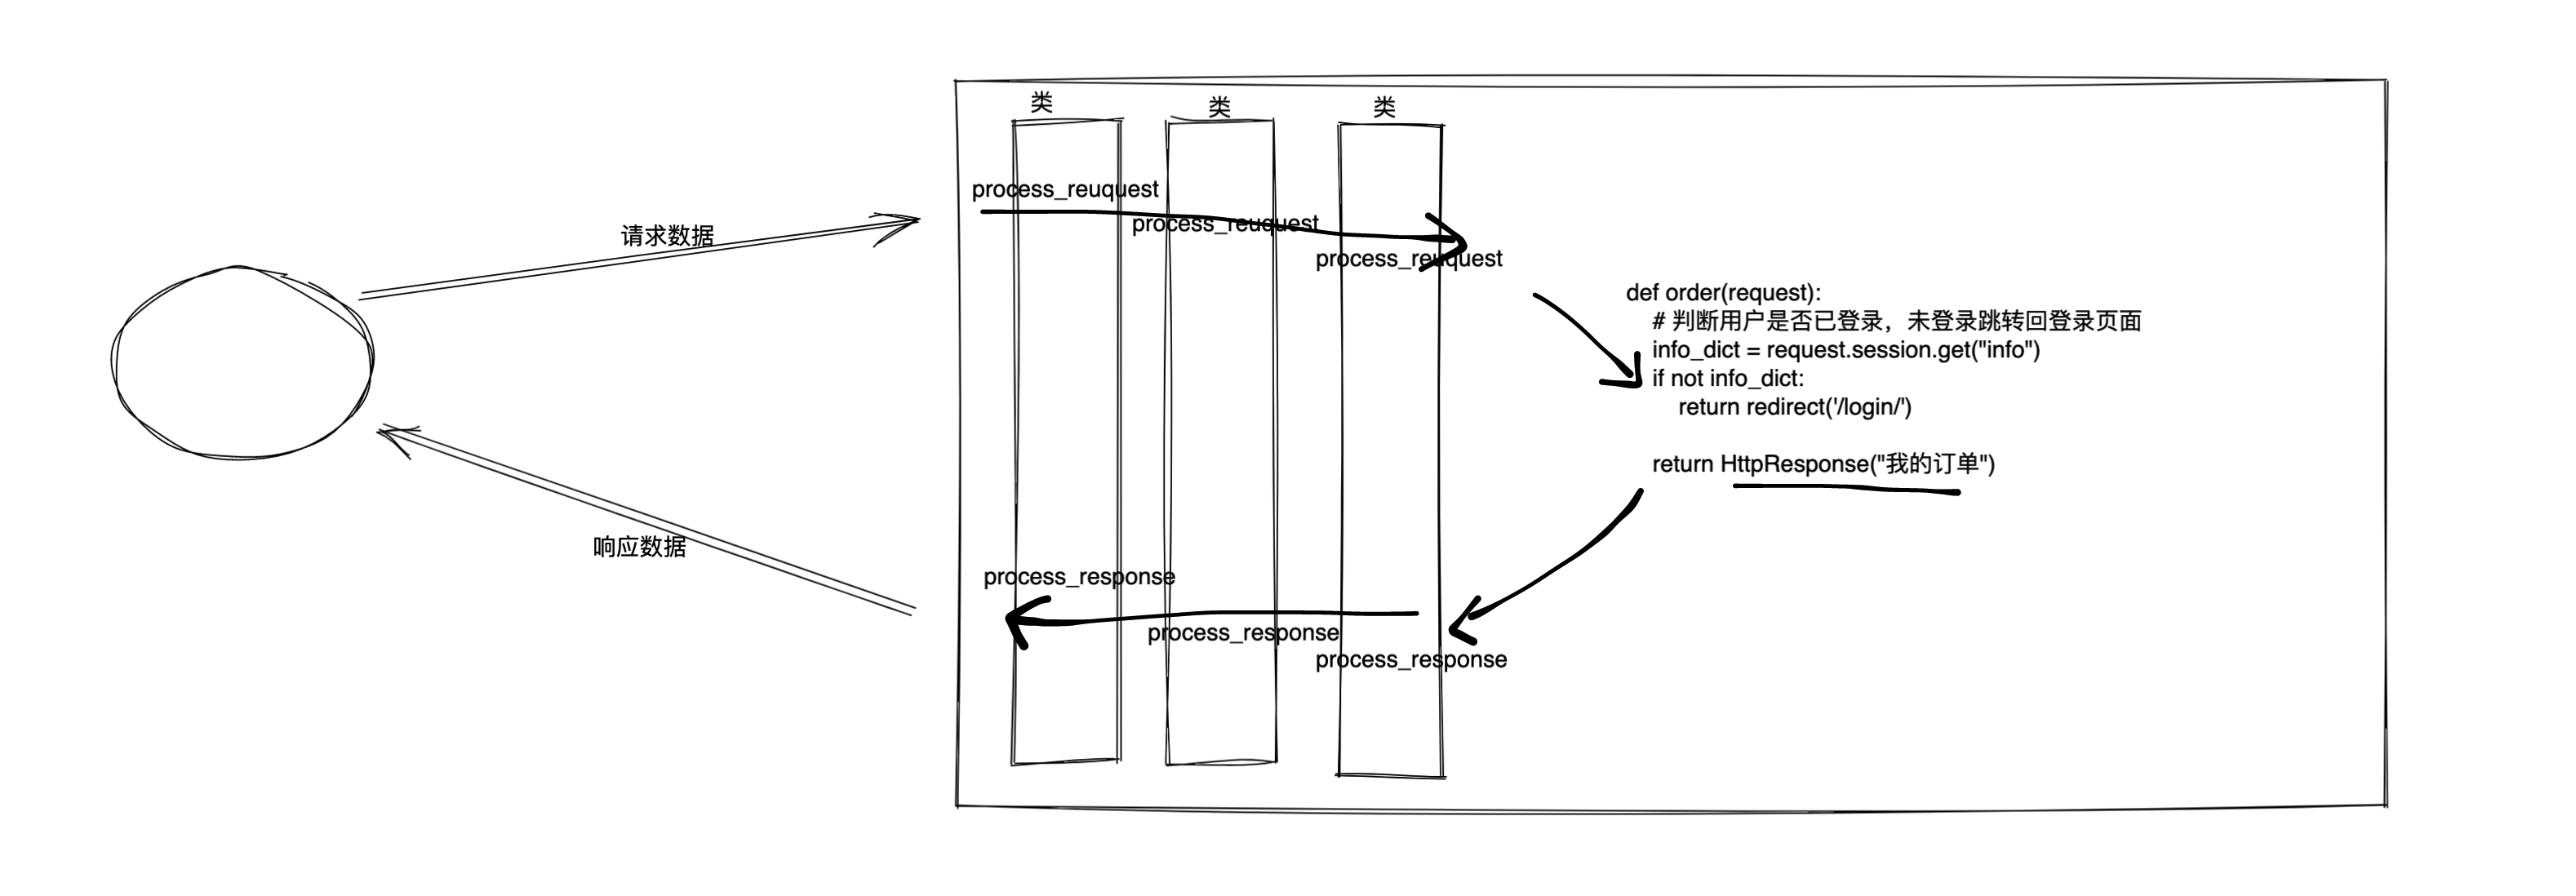 类
类
类
process_reuquest
process_reuquest
process_reuquest
请求数据
def order(request):
# 判断用户是否已登录，未登录跳转回登录页面
info_dict = request.session.get("info")
if not info_dict:
return redirect('/login/')
return HttpResponse("我的订单")
响应数据
process_response
process_response
process_response